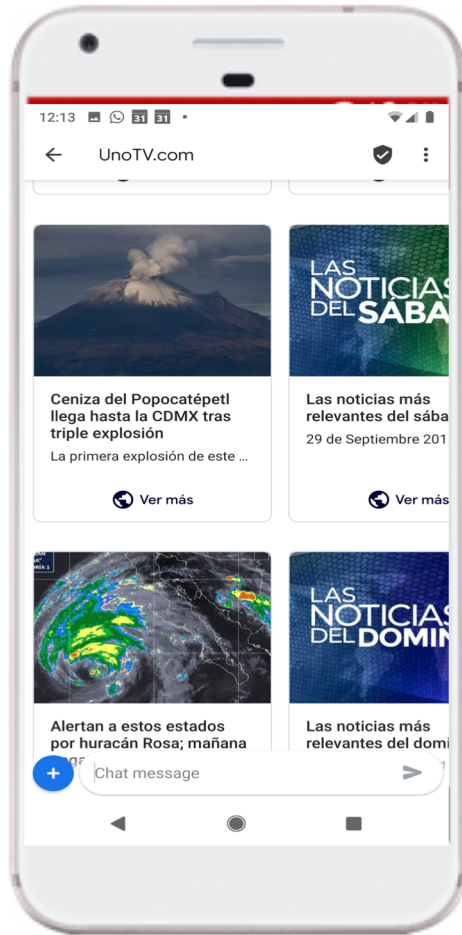 12:13
31 31
UnoTV.com
LAS
NOTICIAS
DEL SÁBA
Ceniza del Popocatépetl
llega hasta la CDMX tras
triple explosión
La primera explosión de este ...
Ver más
Las noticias más
relevantes del sába
29 de Septiembre 201
Ver más
LAS
NOTICIAS
DEL DOMIN
Alertan a estos estados
por huracán Rosa; mañana
Las noticias más
relevantes del domi
+
Chat message